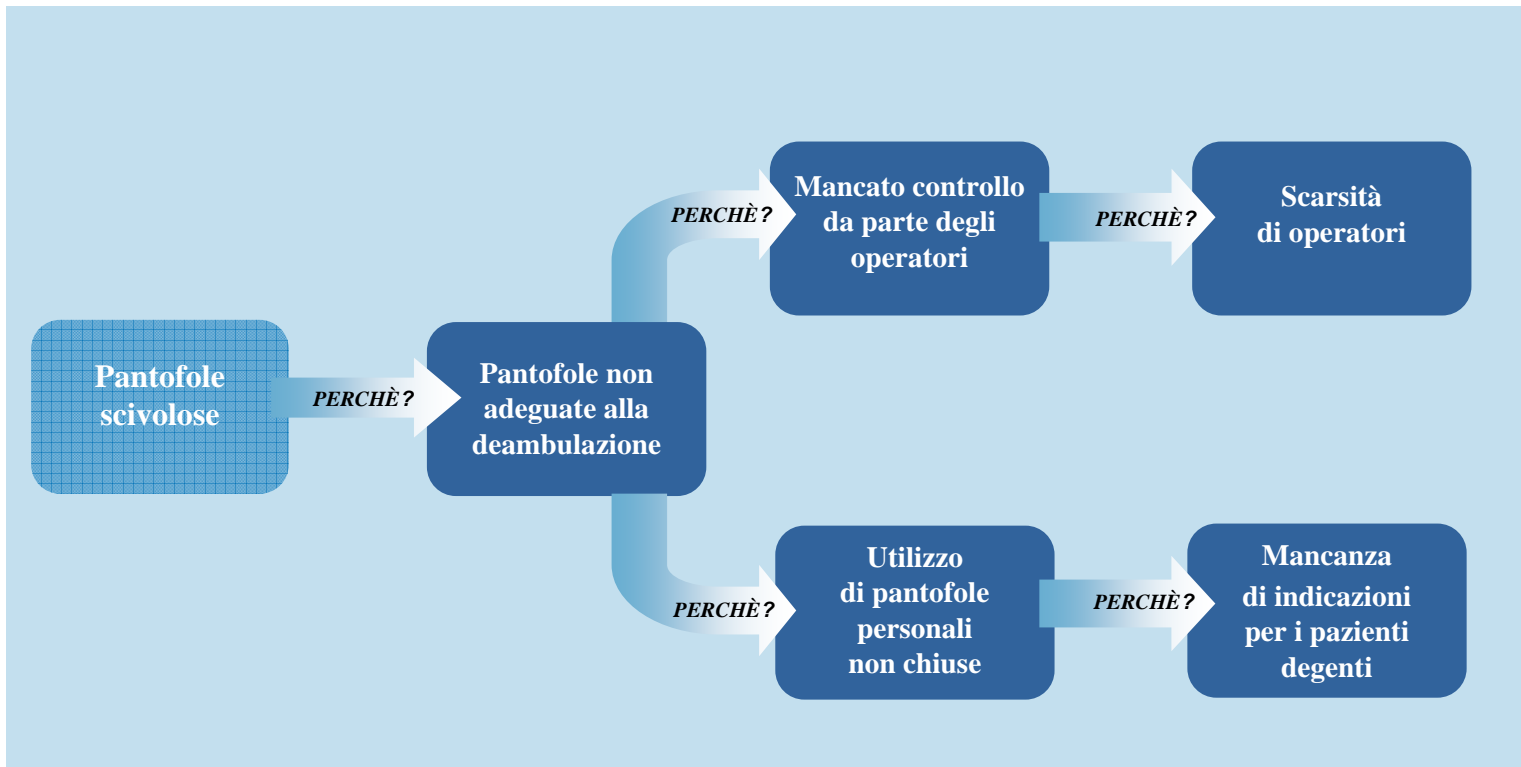 Pantofole
scivolose
PERCHÈ?
Pantofole non
adeguate alla
deambulazione
PERCHÈ?
Mancato controllo
da parte degli
operatori
PERCHÈ?
Scarsità
di operatori
PERCHÈ?
Utilizzo
di pantofole
personali
non chiuse
PERCHÈ?
Mancanza
di indicazioni
per i pazienti
degenti